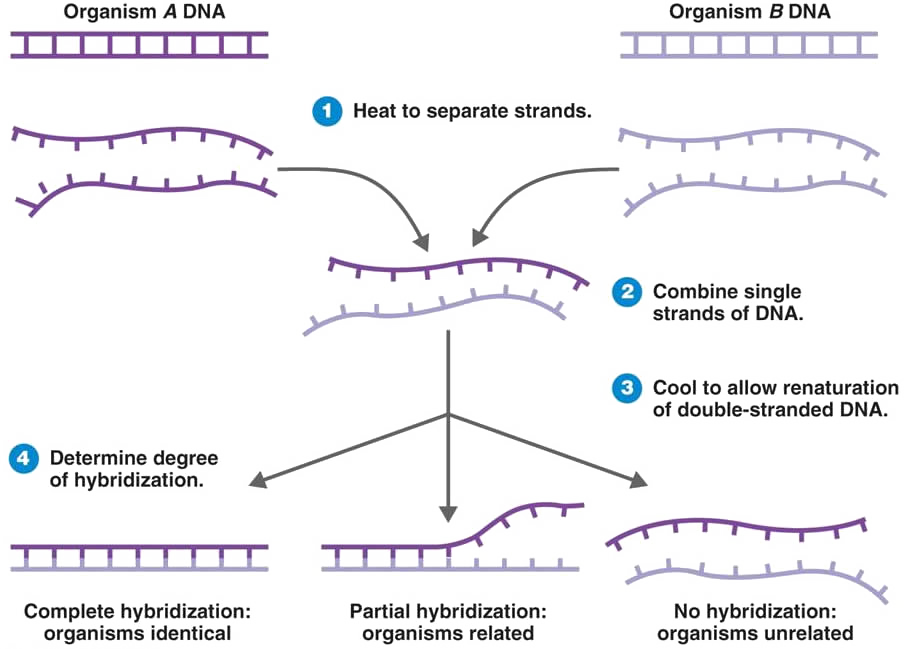 Organism A DNA
Organism B DNA
1 Heat to separate strands.
2 Combine single
strands of DNA.
3 Cool to allow renaturation
of double-stranded DNA.
4 Determine degree
of hybridization.
Complete hybridization:
organisms identical
Partial hybridization:
organisms related
No hybridization:
organisms unrelated